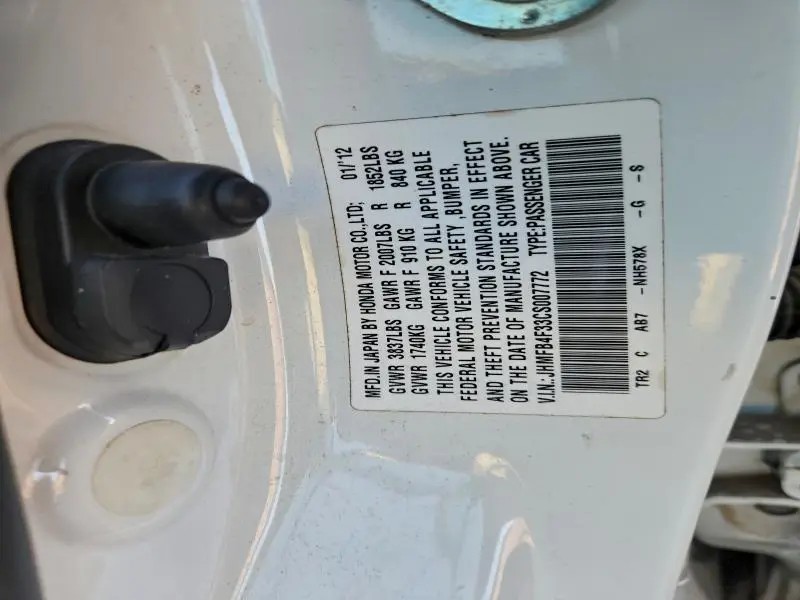 MFD.IN JAPAN BY HONDA MOTOR CO.,LTD; 01/'12
GVWR 3837LBS GAWR F 2007LBS R 1852LBS
GVWR 1740KG GAWR F 910 KG R 840 KG
THIS VEHICLE CONFORMS TO ALL APPLICABLE
FEDERAL MOTOR VEHICLE SAFETY ,BUMPER,
AND THEFT PREVENTION STANDARDS IN EFFECT
ON THE DATE OF MANUFACTURE SHOWN ABOVE.
V.I.N.:JHMFB4F33CS007772 TYPE:PASSENGER CAR
TR2 C AB7 -NH578X -G -S